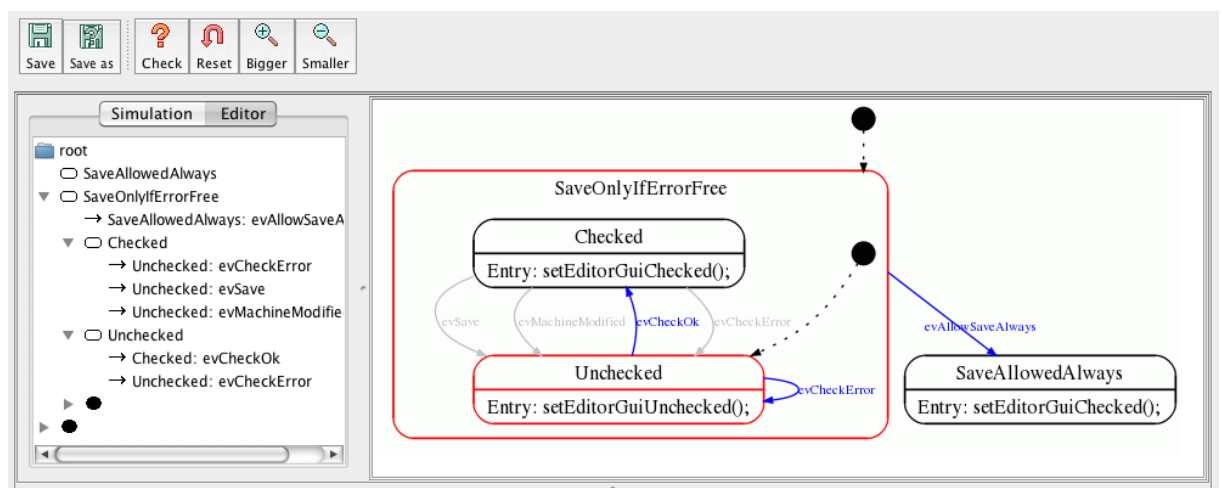 Save Save as Check Reset Bigger Smaller
Simulation Editor
root
SaveAllowedAlways
SaveOnlyIfErrorFree
SaveAllowedAlways: evAllowSaveA
Checked
Unchecked: evCheckError
Unchecked: evSave
Unchecked: evMachineModifie
Unchecked
Checked: evCheckOk
Unchecked: evCheckError
SaveOnlyIfErrorFree
Checked
Entry: setEditorGuiChecked();
evSave evMachineModified evCheckOk evCheckError
evAllowSaveAlways
Unchecked
Entry: setEditorGuiUnchecked();
evCheckError
SaveAllowedAlways
Entry: setEditorGuiChecked();